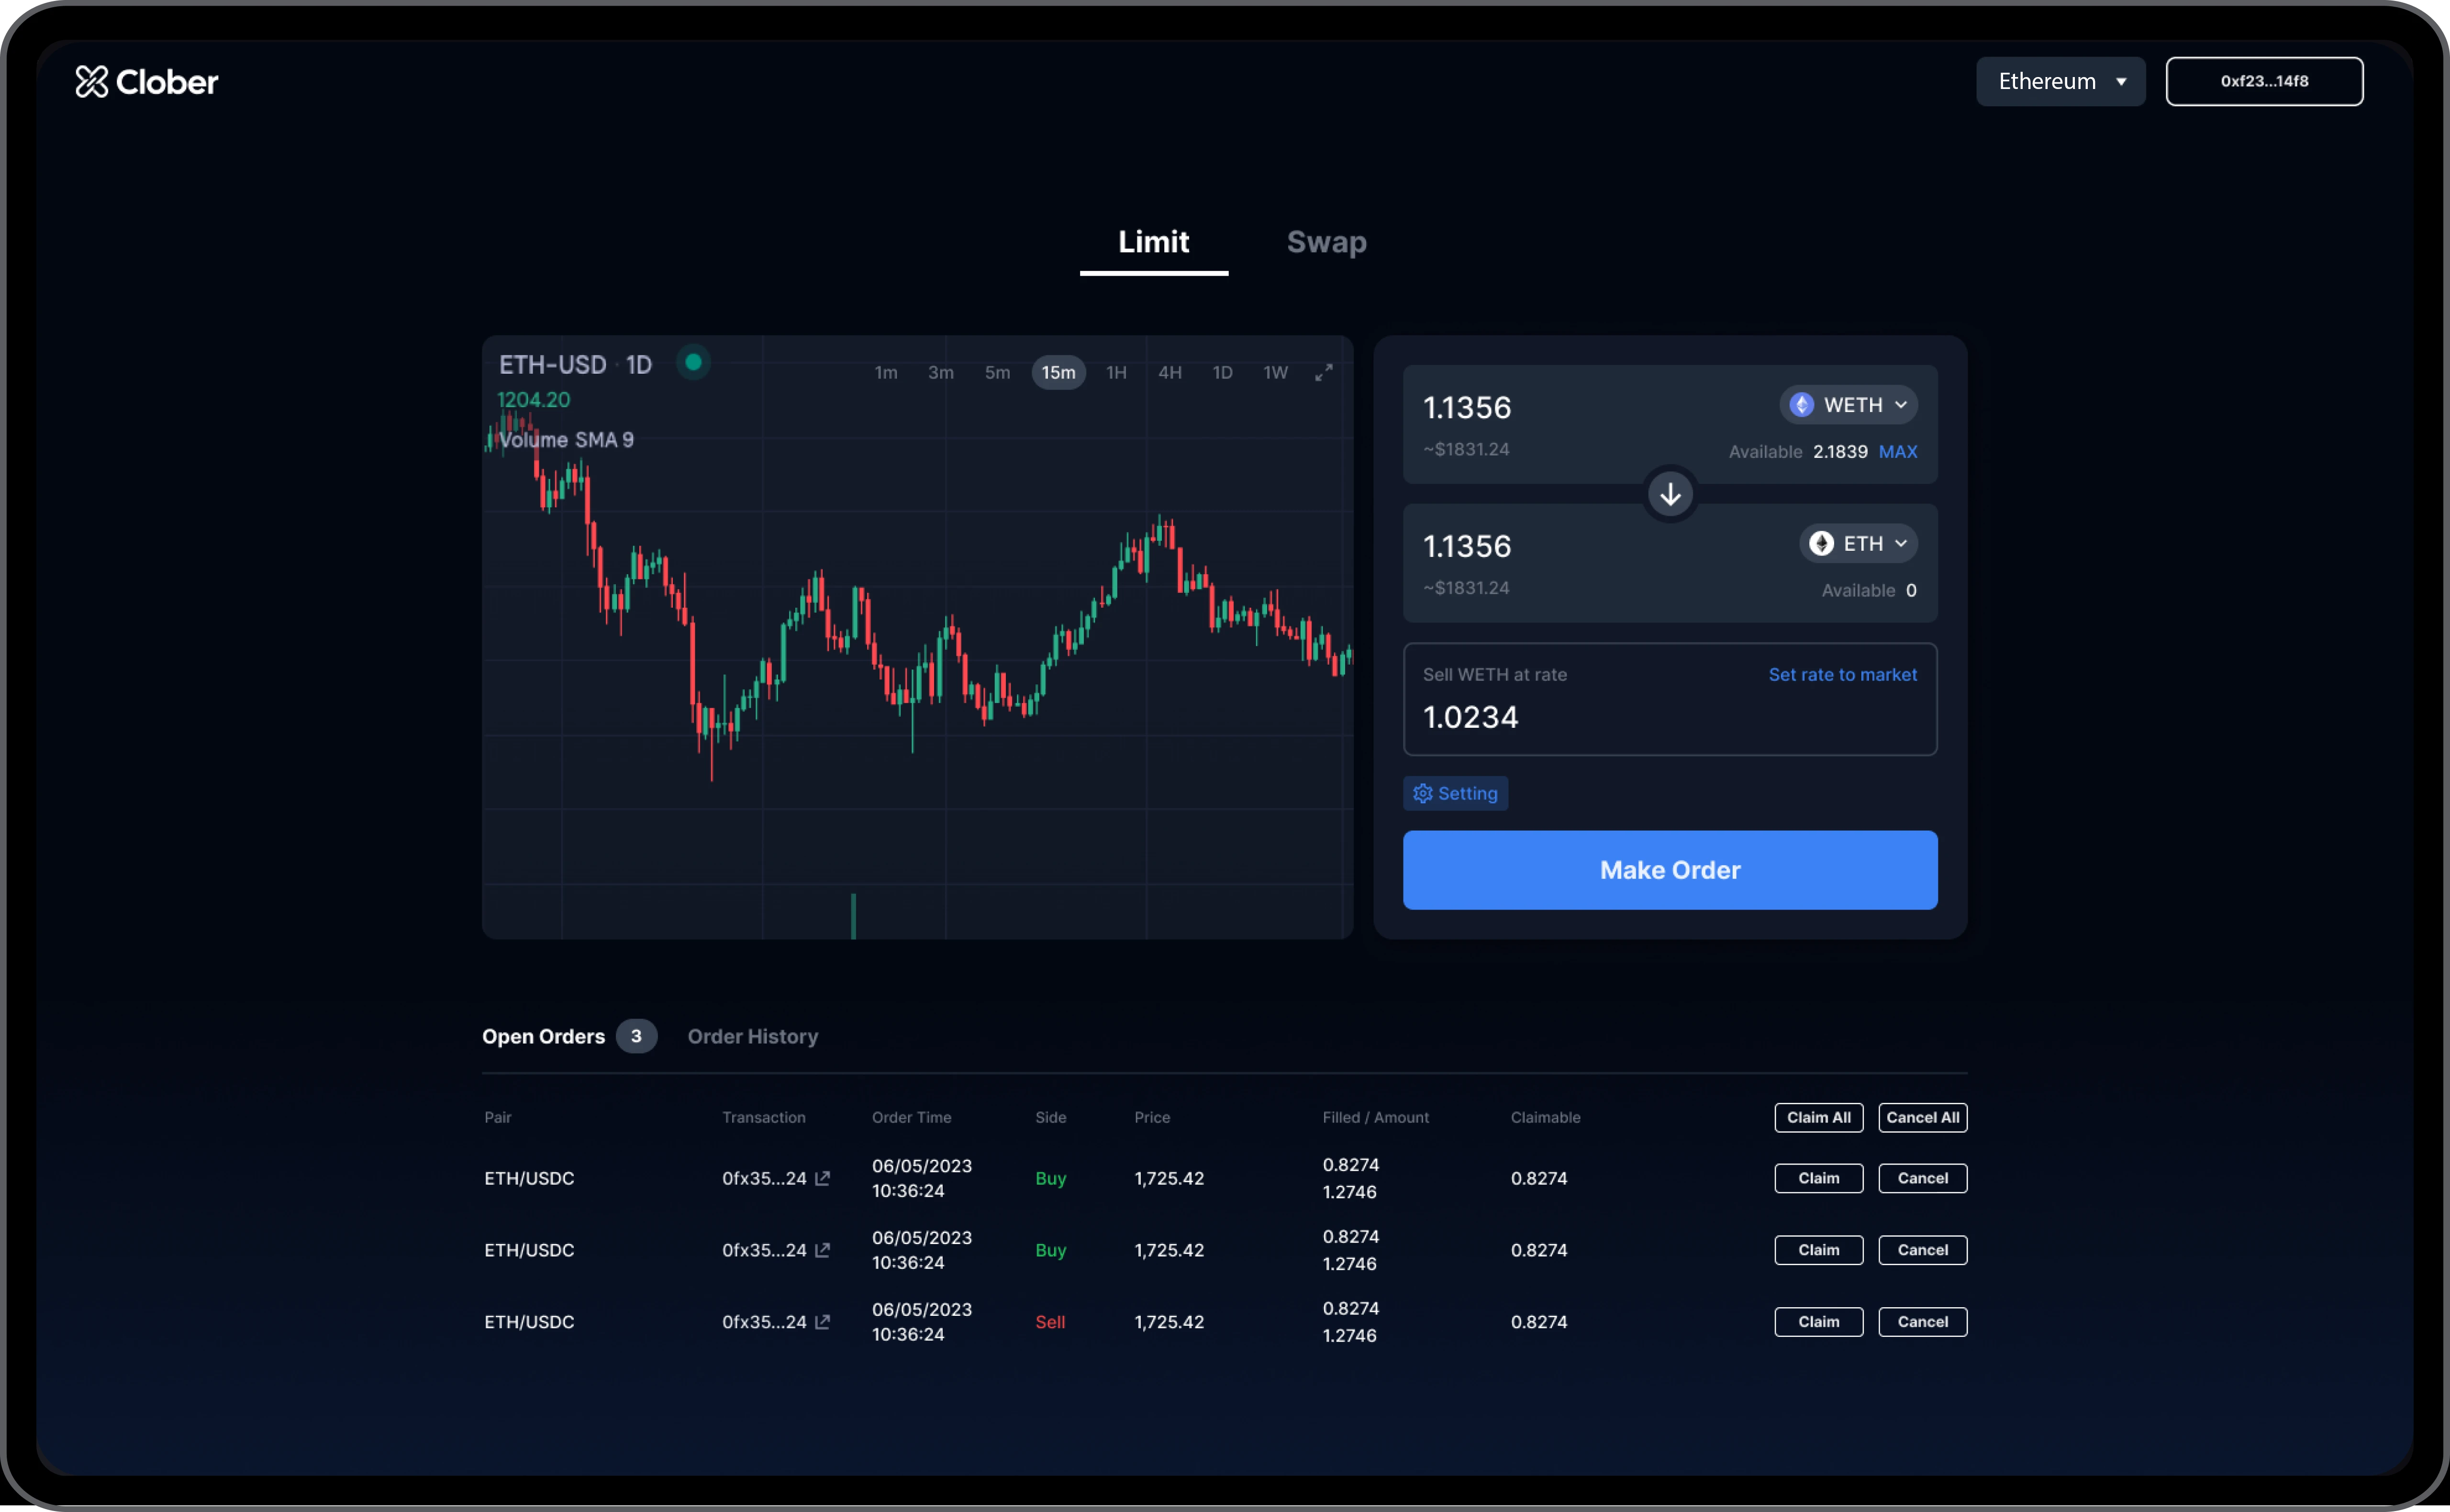 Clober
Ethereum
0xf23...14f8
Limit Swap
ETH-USD · 1D
1m 3m 5m 15m 1H 4H 1D 1W
1204.20
Volume SMA 9
1.1356
WETH
~$1831.24
Available 2.1839 MAX
1.1356
ETH
~$1831.24
Available 0
Sell WETH at rate
Set rate to market
1.0234
Setting
Make Order
Open Orders 3 Order History
Pair Transaction Order Time Side Price Filled / Amount Claimable Claim All Cancel All
ETH/USDC 0fx35...24 06/05/2023 10:36:24 Buy 1,725.42 0.8274 1.2746 0.8274 Claim Cancel
ETH/USDC 0fx35...24 06/05/2023 10:36:24 Buy 1,725.42 0.8274 1.2746 0.8274 Claim Cancel
ETH/USDC 0fx35...24 06/05/2023 10:36:24 Sell 1,725.42 0.8274 1.2746 0.8274 Claim Cancel